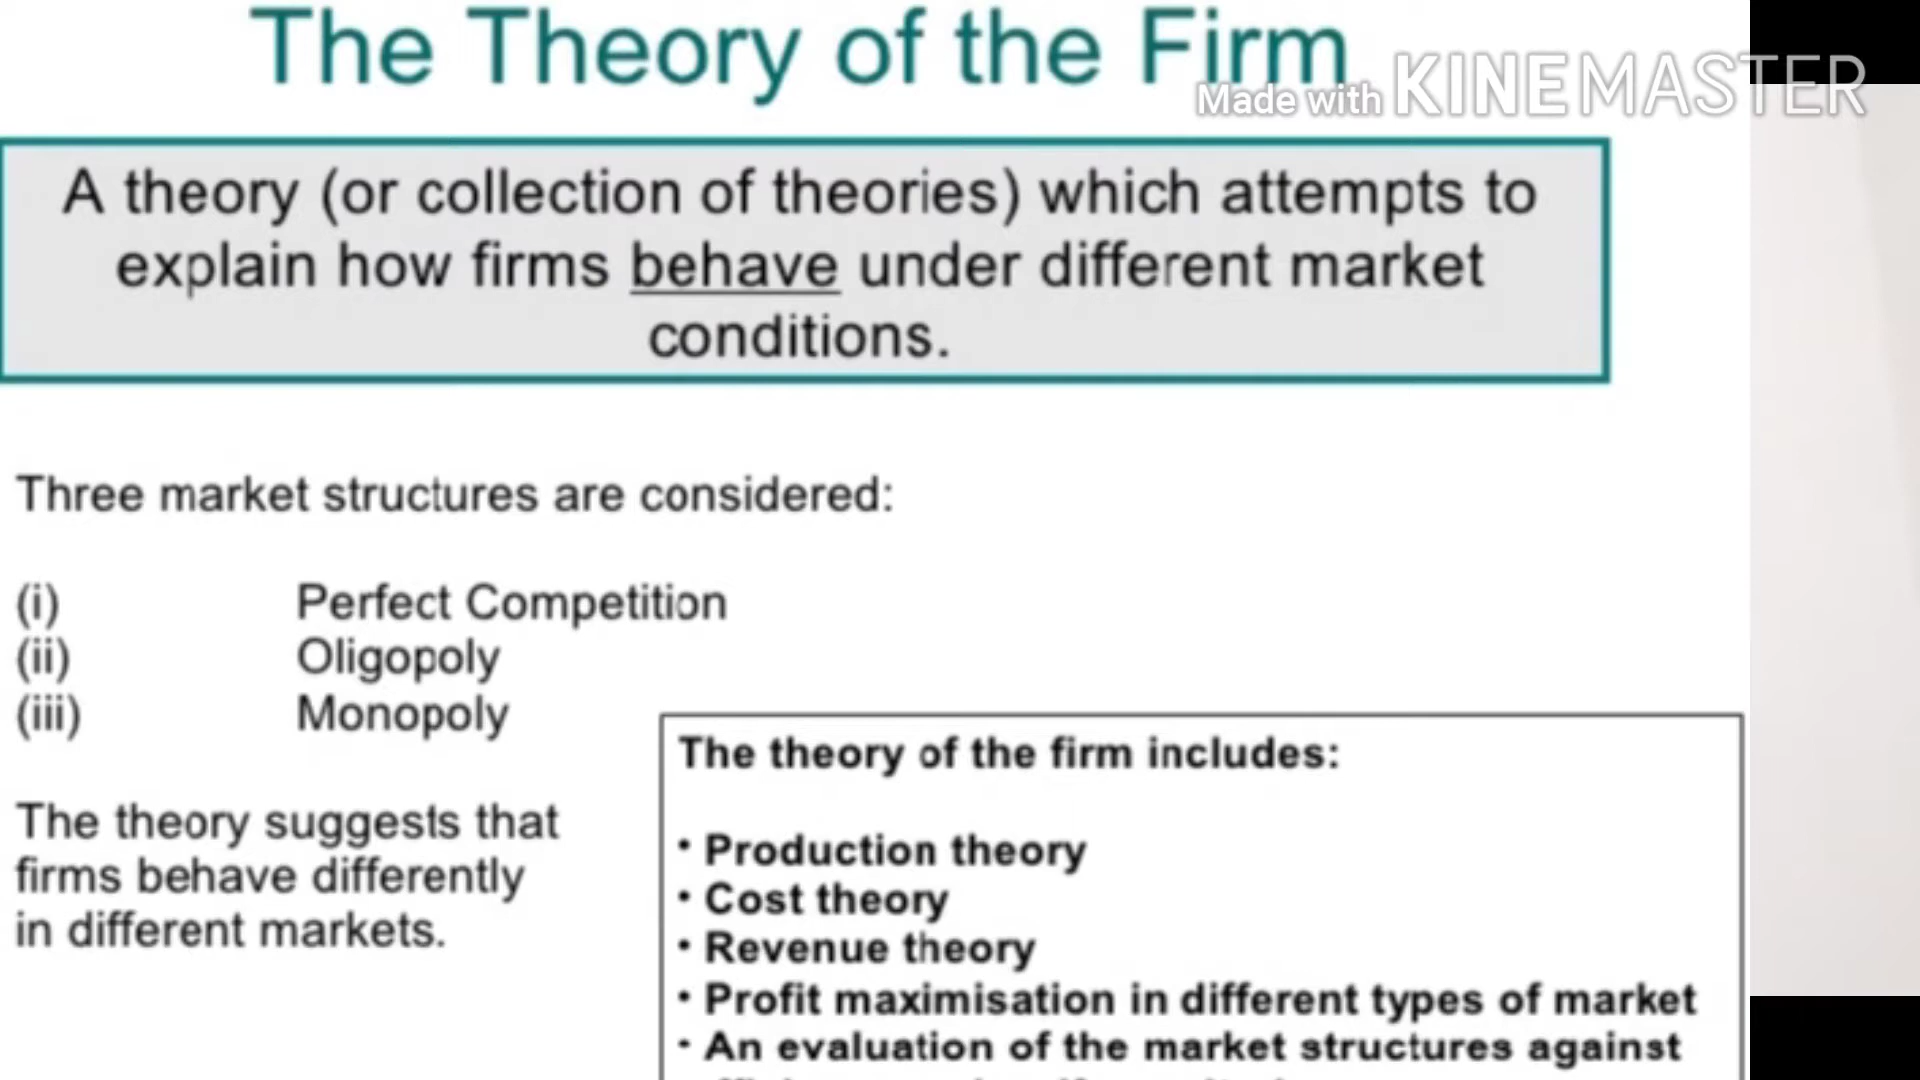 The Theory of the Firm
Made with KINEMASTER
A theory (or collection of theories) which attempts to
explain how firms behave under different market
conditions.
Three market structures are considered:
(i) Perfect Competition
(ii) Oligopoly
(iii) Monopoly
The theory suggests that
firms behave differently
in different markets.
The theory of the firm includes:
• Production theory
• Cost theory
• Revenue theory
• Profit maximisation in different types of market
• An evaluation of the market structures against